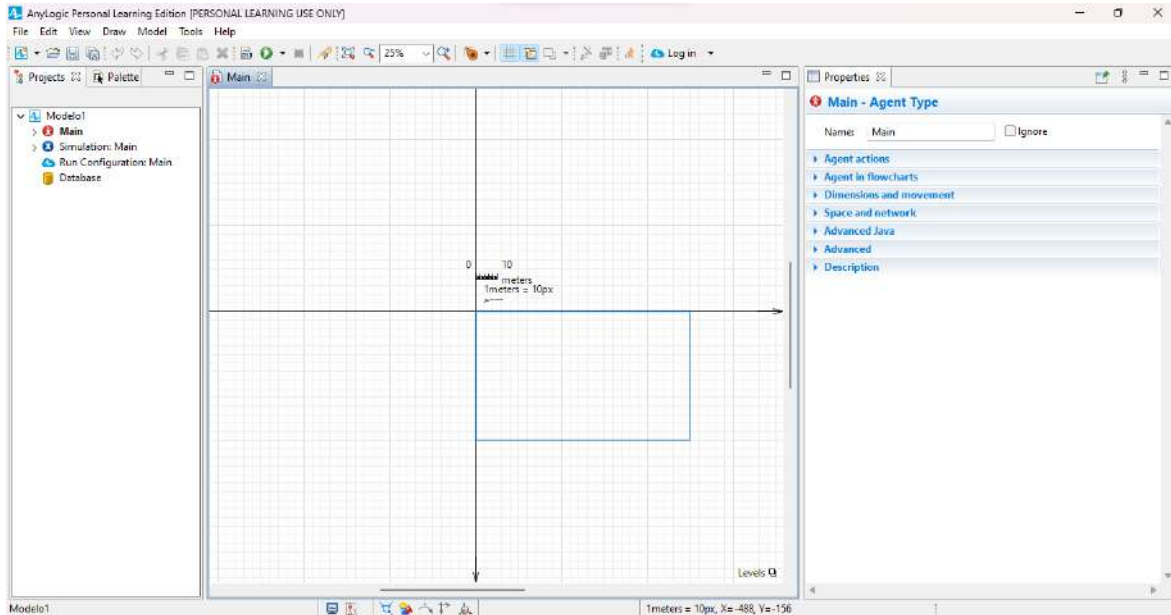 AnyLogic Personal Learning Edition [PERSONAL LEARNING USE ONLY]
File Edit View Draw Model Tools Help
25%
Log in
Projects
Palette
Main
Properties
Modelo1
Main
Simulation: Main
Run Configuration: Main
Database
0 10
meters
1meters = 10px
Levels
Main - Agent Type
Name: Main Ignore
Agent actions
Agent in flowcharts
Dimensions and movement
Space and network
Advanced Java
Advanced
Description
Modelo1
1meters = 10px, X=-488, Y=-156